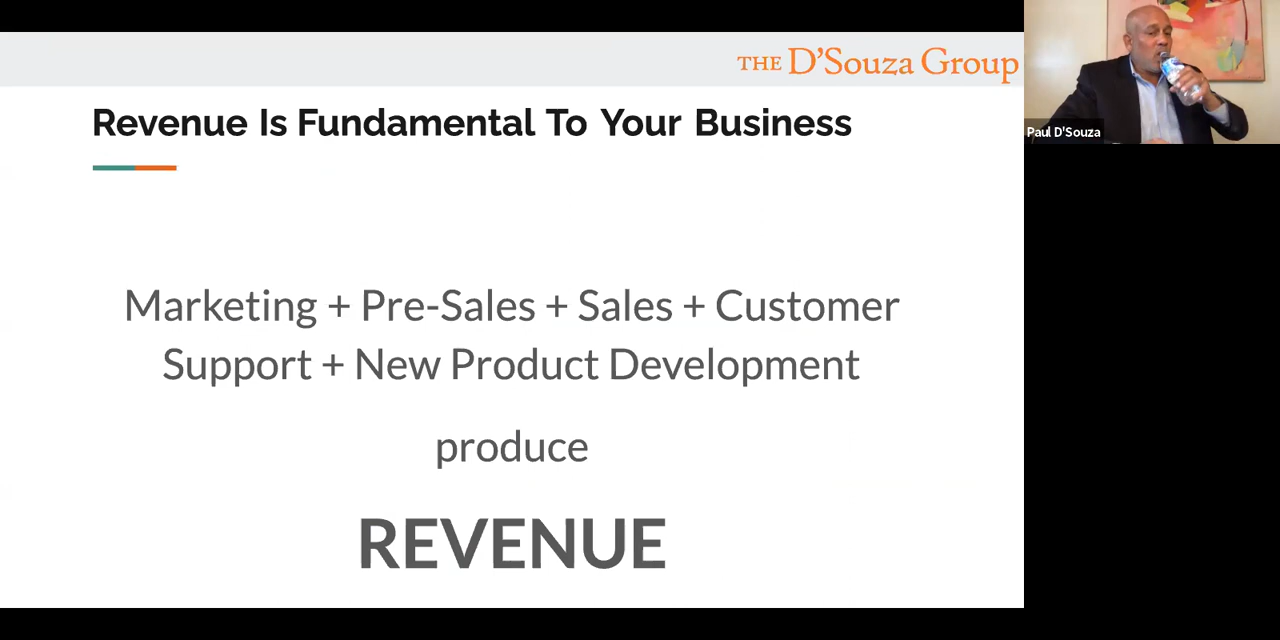 THE D'Souza Group
Revenue Is Fundamental To Your Business
Marketing + Pre-Sales + Sales + Customer
Support + New Product Development
produce
REVENUE
Paul D'Souza